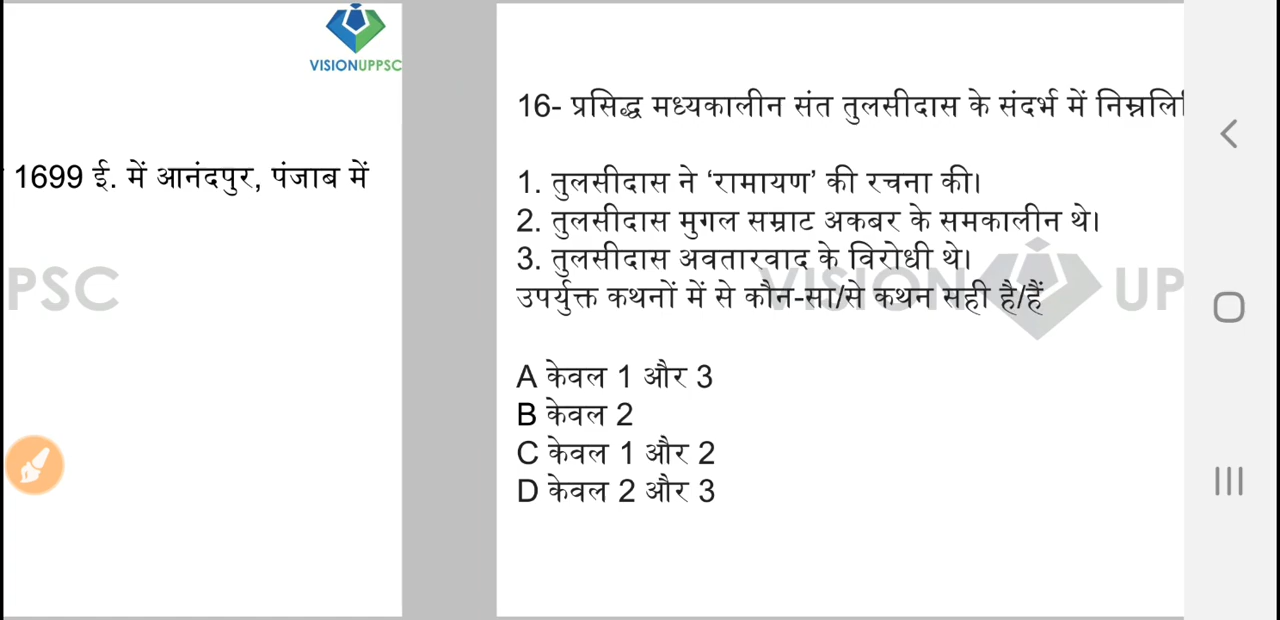 VISIONUPPSC
1699 ई. में आनंदपुर, पंजाब में
PSC
16- प्रसिद्ध मध्यकालीन संत तुलसीदास के संदर्भ में
1. तुलसीदास ने ‘रामायण’ की रचना की।
2. तुलसीदास मुगल सम्राट अकबर के समकालीन थे।
3. तुलसीदास अवतारवाद के विरोधी थे।
VISION UP
उपर्युक्त कथनों में से कौन-सा/से कथन सही है/हैं
A केवल 1 और 3
B केवल 2
C केवल 1 और 2
D केवल 2 और 3